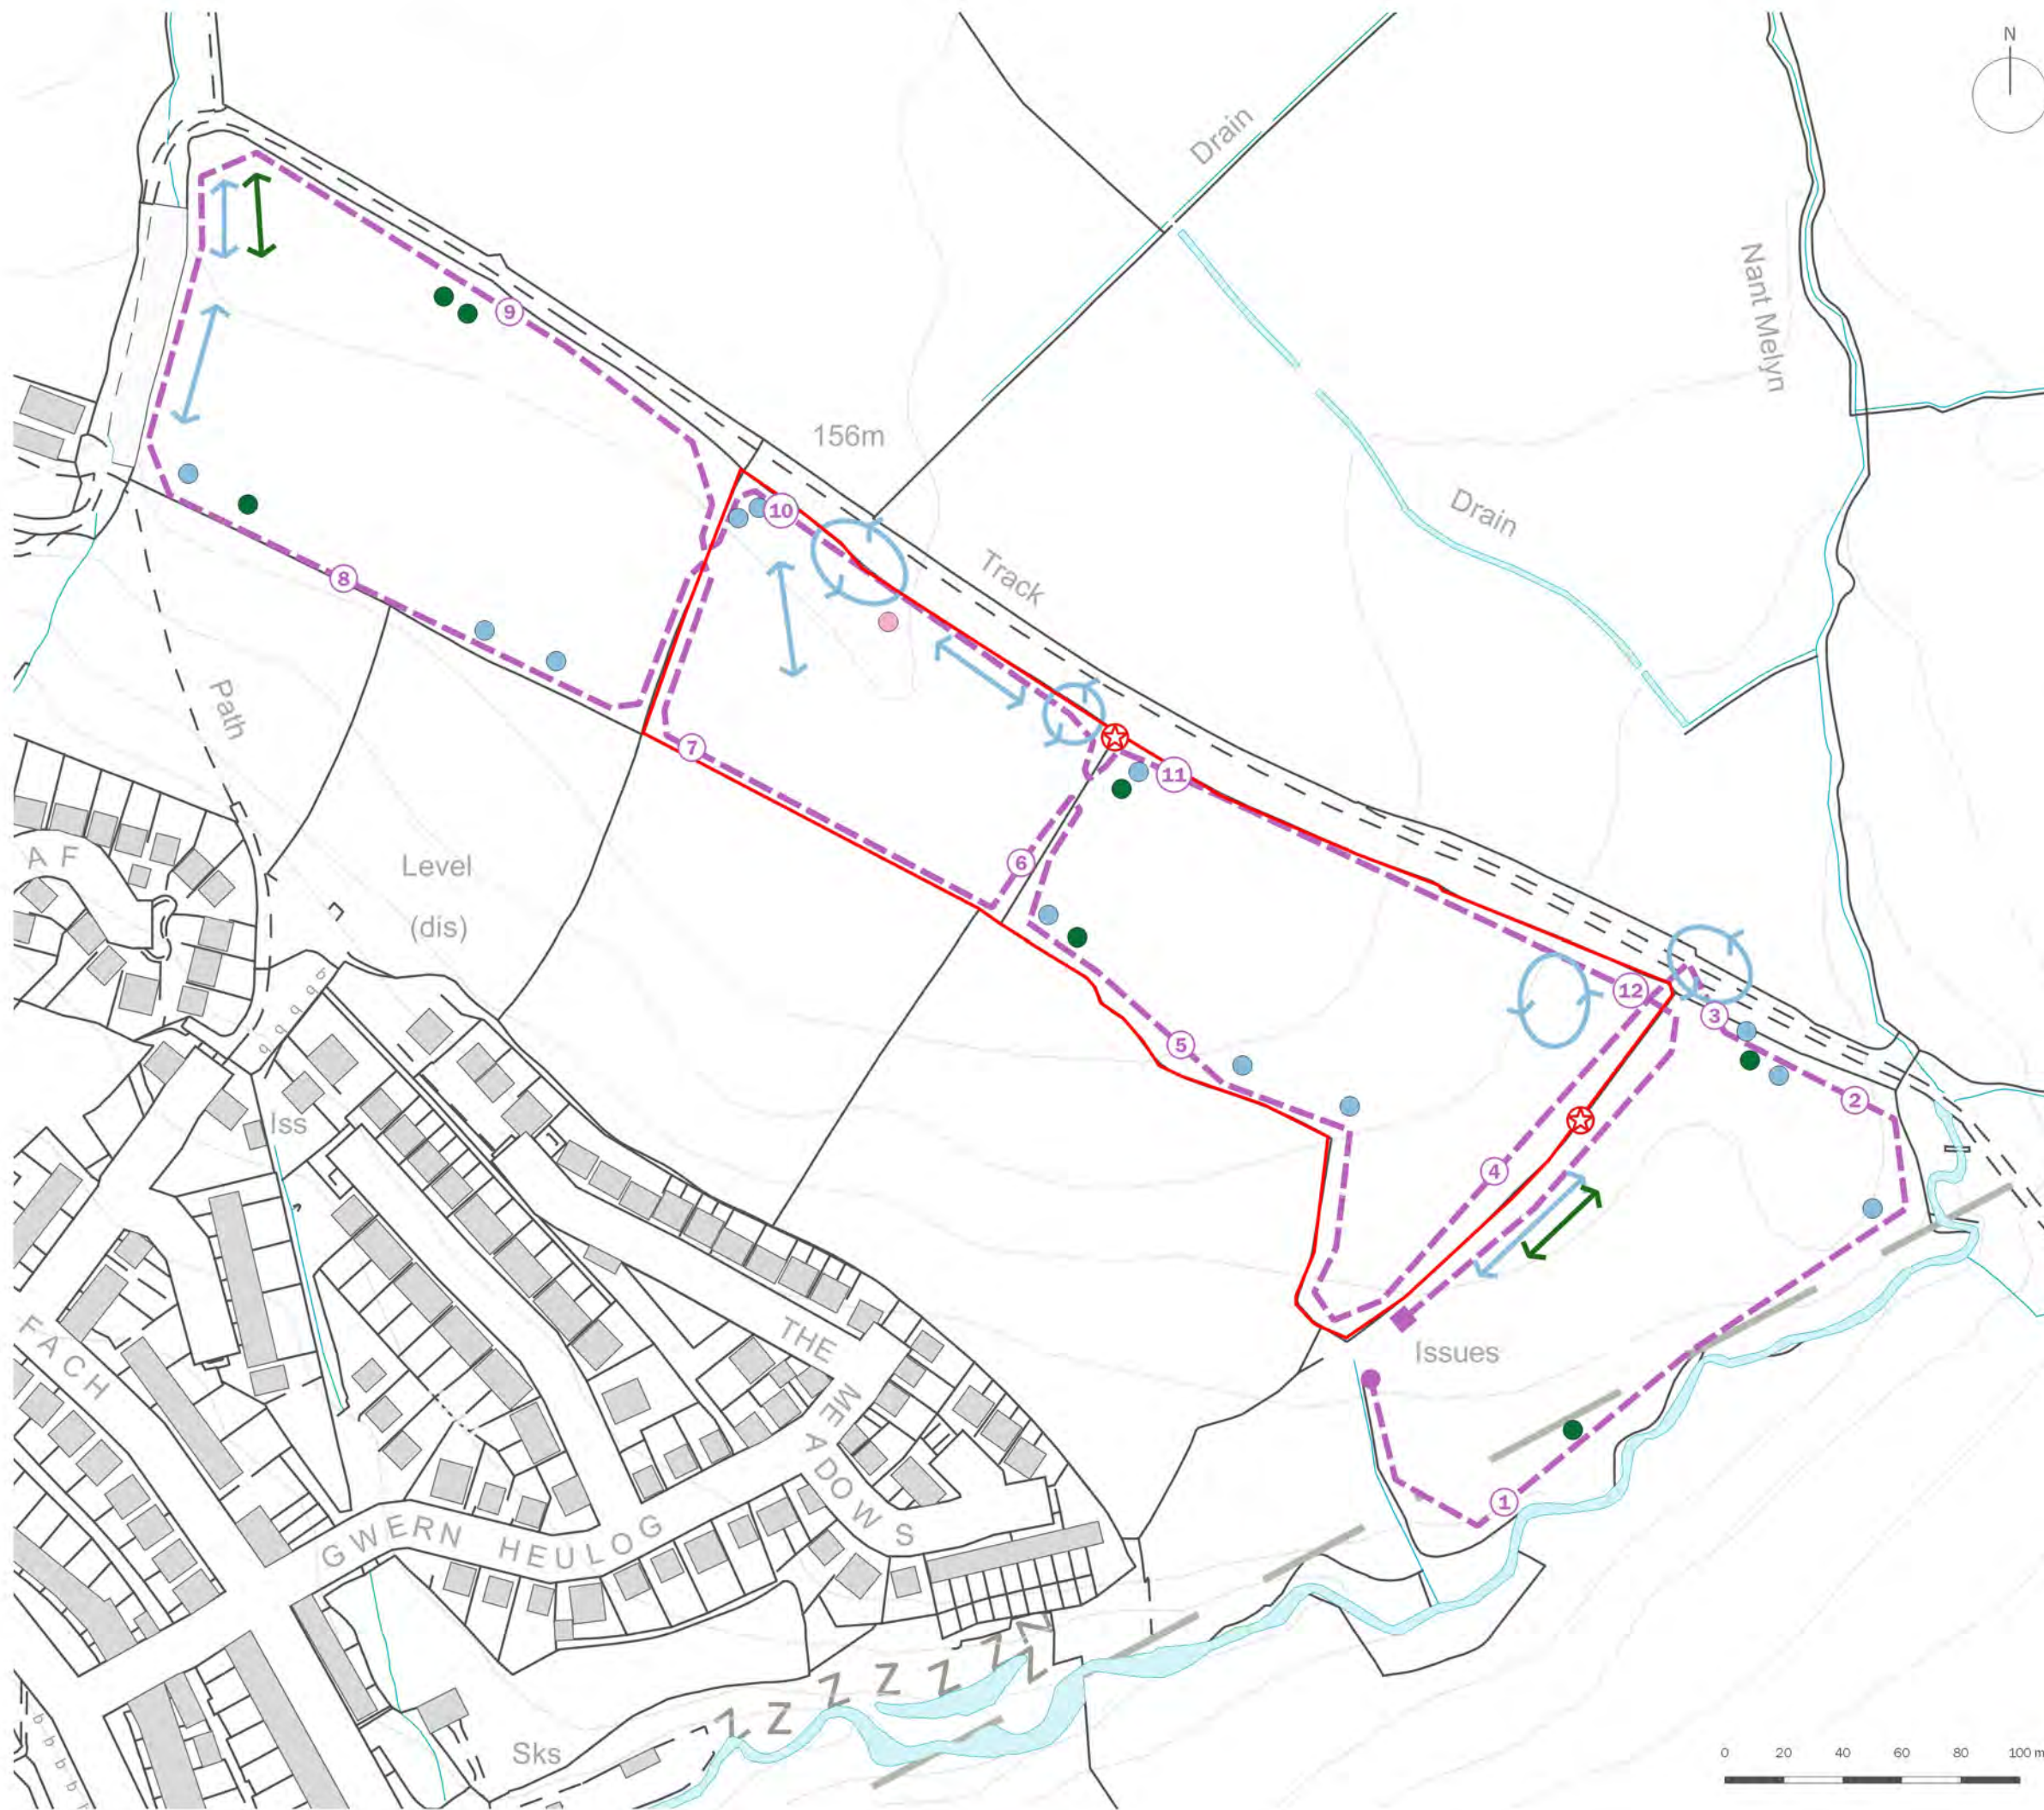 N
Drain
Nant Melyn
9
156m
10
Drain
Track
8
Path
7
11
6
A F
Level
(dis)
12
3
5
2
Iss
4
THE
MEADOWS
Issues
FACH
1
GWERN HEULOG
Z Z Z Z Z Z Z Z
Sks
0 20 40 60 80 100 m